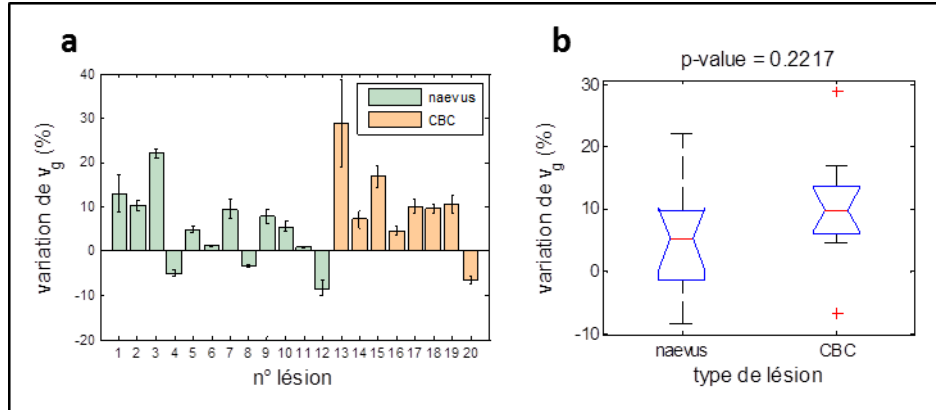 a
variation de v_g (%)
40
30
20
10
0
-10
-20
naevus
CBC
1 2 3 4 5 6 7 8 9 10 11 12 13 14 15 16 17 18 19 20
n° lésion
b
p-value = 0.2217
variation de v_g (%)
30
20
10
0
-10
naevus CBC
type de lésion